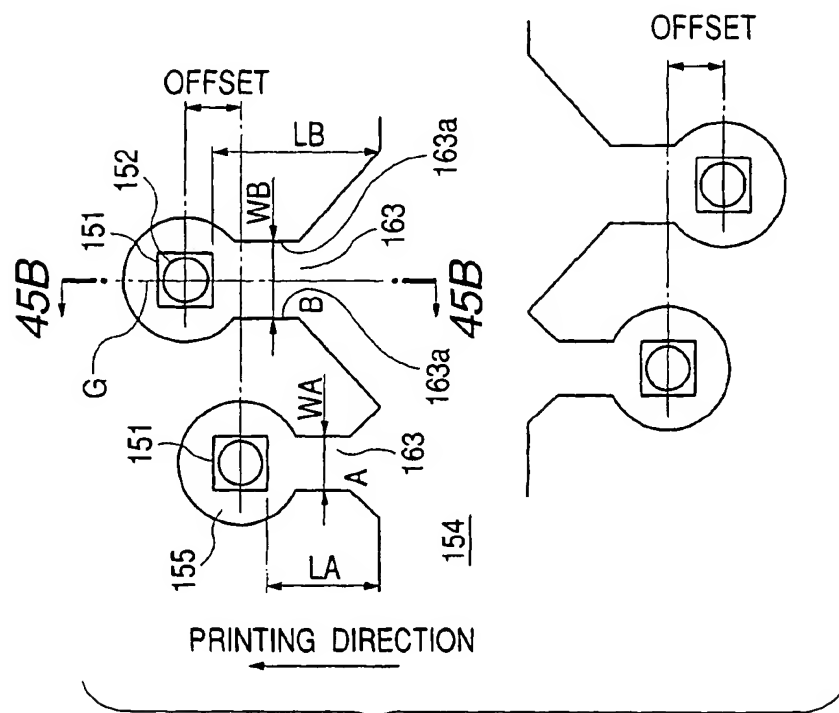 OFFSET
OFFSET
152
151
LB
WB
163a
45B
45B
163
G
B
163a
WA
151
163
A
155
LA
154
PRINTING DIRECTION